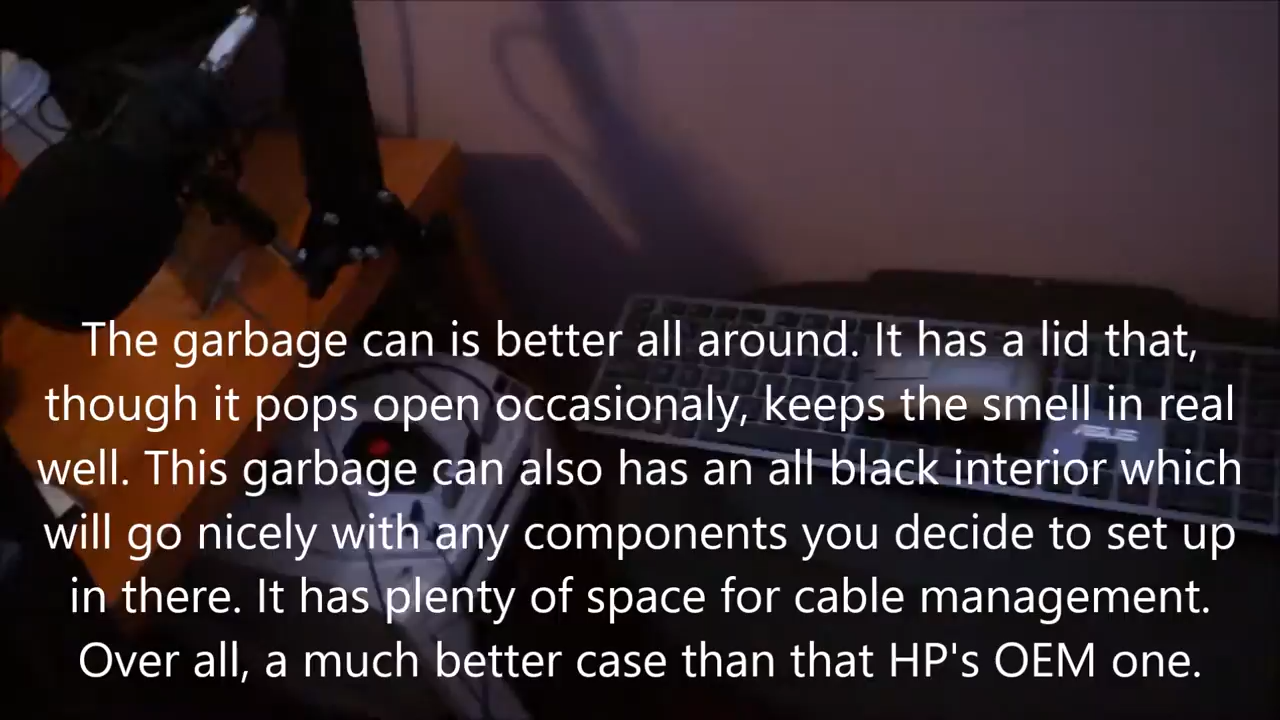 The garbage can is better all around. It has a lid that,
though it pops open occasionaly, keeps the smell in real
well. This garbage can also has an all black interior which
will go nicely with any components you decide to set up
in there. It has plenty of space for cable management.
Over all, a much better case than that HP's OEM one.
ASUS